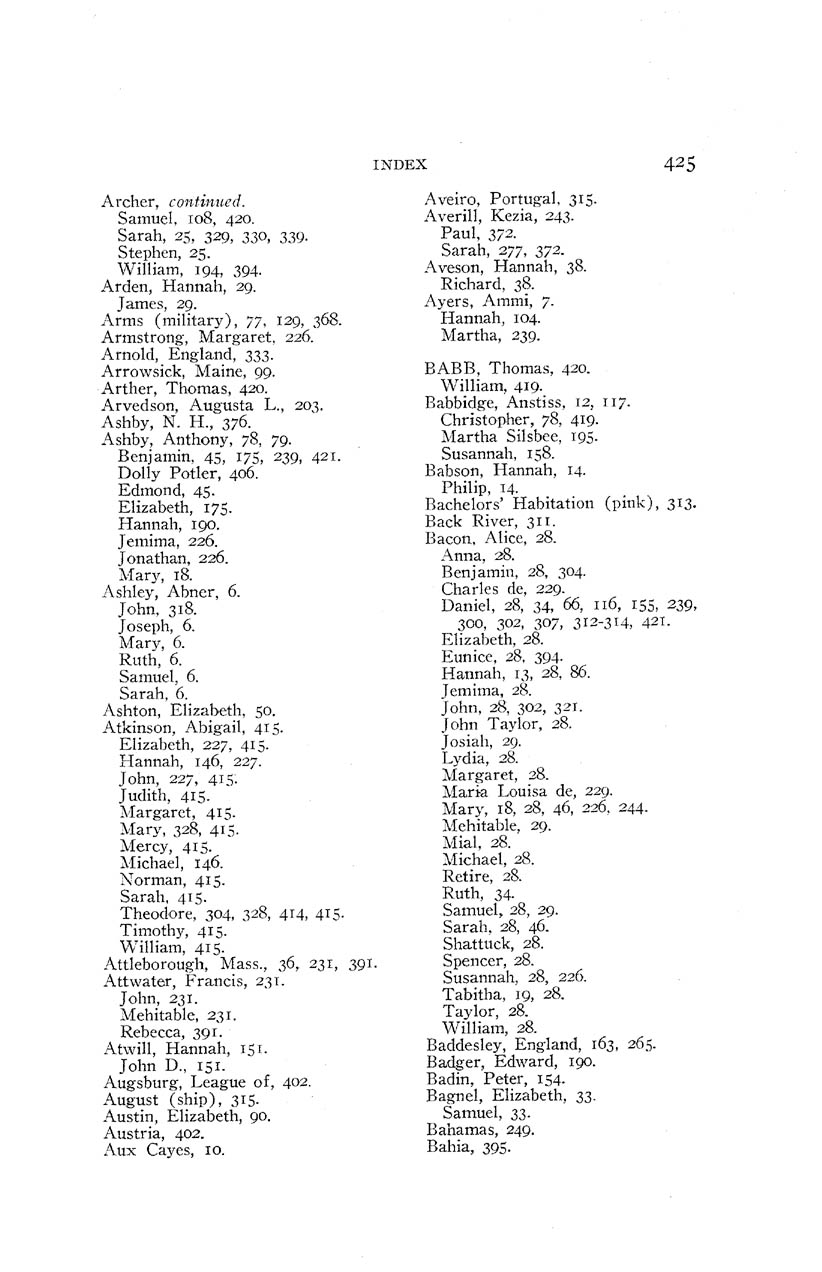 INDEX 425
Archer, continued.
Samuel, 108, 420.
Sarah, 25, 329, 330, 339.
Stephen, 25.
William, 194, 394.
Arden, Hannah, 29.
James, 29.
Arms (military), 77, 129, 368.
Armstrong, Margaret, 226.
Arnold, England, 333.
Arrowsick, Maine, 99.
Arther, Thomas, 420.
Arvedson, Augusta L., 203.
Ashby, N. H., 376.
Ashby, Anthony, 78, 79.
Benjamin, 45, 175, 239, 421.
Dolly Potler, 406.
Edmond, 45.
Elizabeth, 175.
Hannah, 190.
Jemima, 226.
Jonathan, 226.
Mary, 18.
Ashley, Abner, 6.
John, 318.
Joseph, 6.
Mary, 6.
Ruth, 6.
Samuel, 6.
Sarah, 6.
Ashton, Elizabeth, 50.
Atkinson, Abigail, 415.
Elizabeth, 227, 415.
Hannah, 146, 227.
John, 227, 415.
Judith, 415.
Margaret, 415.
Mary, 328, 415.
Mercy, 415.
Michael, 146.
Norman, 415.
Sarah, 415.
Theodore, 304, 328, 414, 415.
Timothy, 415.
William, 415.
Attleborough, Mass., 36, 231, 391.
Attwater, Francis, 231.
John, 231.
Mehitable, 231.
Rebecca, 391.
Atwill, Hannah, 151.
John D., 151.
Augsburg, League of, 402.
August (ship), 315.
Austin, Elizabeth, 90.
Austria, 402.
Aux Cayes, 10.
Aveiro, Portugal, 315.
Averill, Kezia, 243.
Paul, 372.
Sarah, 277, 372.
Aveson, Hannah, 38.
Richard, 38.
Ayers, Ammi, 7.
Hannah, 104.
Martha, 239.
BABB, Thomas, 420.
William, 419.
Babbidge, Anstiss, 12, 117.
Christopher, 78, 419.
Martha Silsbee, 195.
Susannah, 158.
Babson, Hannah, 14.
Philip, 14.
Bachelors' Habitation (pink), 313.
Back River, 311.
Bacon, Alice, 28.
Anna, 28.
Benjamin, 28, 304.
Charles de, 229.
Daniel, 28, 34, 66, 116, 155, 239,
300, 302, 307, 312-314, 421.
Elizabeth, 28.
Eunice, 28, 394.
Hannah, 13, 28, 86.
Jemima, 28.
John, 28, 302, 321.
John Taylor, 28.
Josiah, 29.
Lydia, 28.
Margaret, 28.
Maria Louisa de, 229.
Mary, 18, 28, 46, 226, 244.
Mehitable, 29.
Mial, 28.
Michael, 28.
Retire, 28.
Ruth, 34.
Samuel, 28, 29.
Sarah, 28, 46.
Shattuck, 28.
Spencer, 28.
Susannah, 28, 226.
Tabitha, 19, 28.
Taylor, 28.
William, 28.
Baddesley, England, 163, 265.
Badger, Edward, 190.
Badin, Peter, 154.
Bagnel, Elizabeth, 33.
Samuel, 33.
Bahamas, 249.
Bahia, 395.